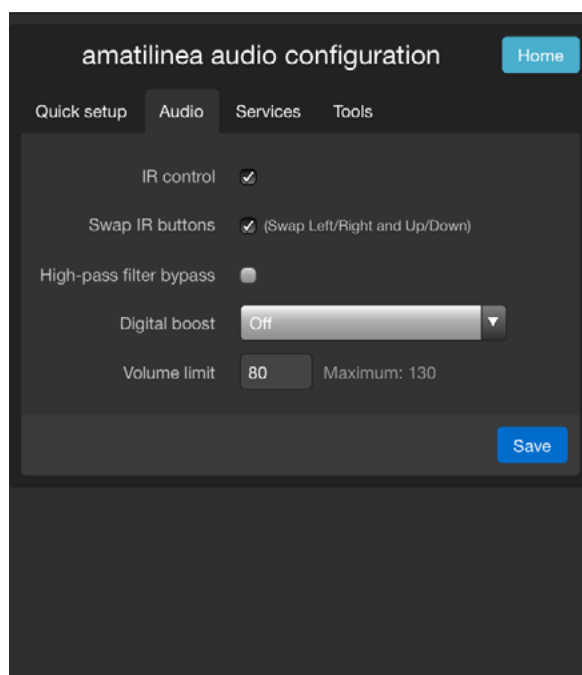 amatilinea audio configuration Home
Quick setup Audio Services Tools
IR control
Swap IR buttons (Swap Left/Right and Up/Down)
High-pass filter bypass
Digital boost Off
Volume limit 80 Maximum: 130
Save